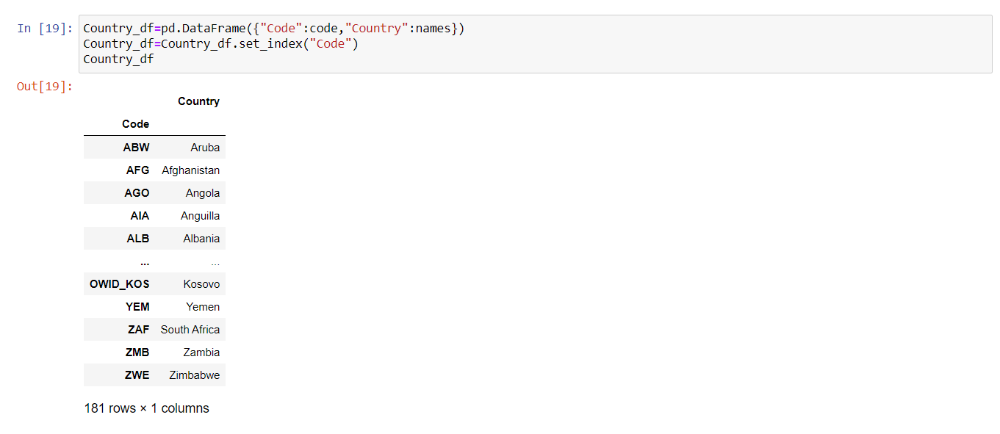 In [19]: Country_df=pd.DataFrame({"Code":code,"Country":names})
Country_df=Country_df.set_index("Code")
Country_df
Out[19]:
Country
Code
ABW Aruba
AFG Afghanistan
AGO Angola
AIA Anguilla
ALB Albania
... ...
OWID_KOS Kosovo
YEM Yemen
ZAF South Africa
ZMB Zambia
ZWE Zimbabwe
181 rows × 1 columns